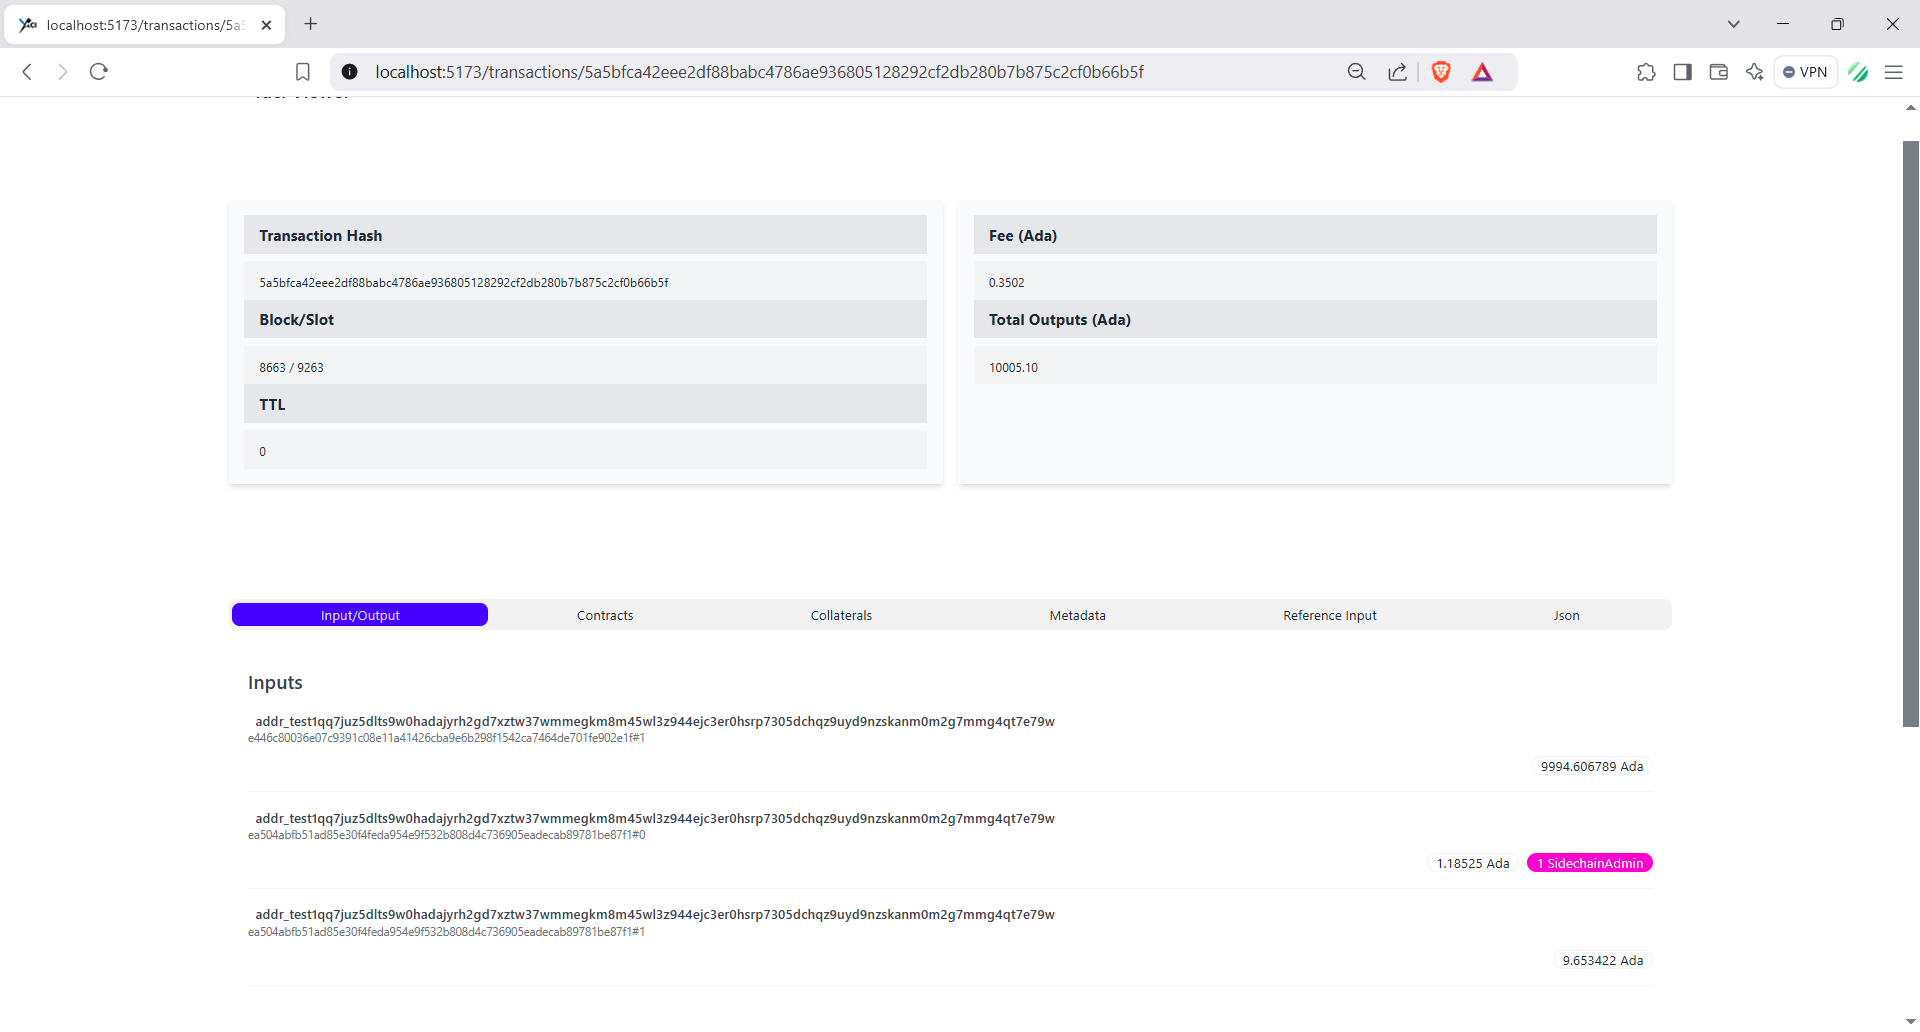 localhost:5173/transactions/5a5
localhost:5173/transactions/5a5bfca42eee2df88babc4786ae936805128292cf2db280b7b875c2cf0b66b5f
VPN
Transaction Hash
5a5bfca42eee2df88babc4786ae936805128292cf2db280b7b875c2cf0b66b5f
Block/Slot
8663 / 9263
TTL
0
Fee (Ada)
0.3502
Total Outputs (Ada)
10005.10
Input/Output
Contracts
Collaterals
Metadata
Reference Input
Json
Inputs
addr_test1qq7juz5dlts9w0hadajyrh2gd7xztw37wmmegkm8m45wl3z944ejc3er0hsrp7305dchqz9uyd9nzskanm0m2g7mmg4qt7e79w
e446c80036e07c9391c08e11a41426cba9e6b298f1542ca7464de701fe902e1f#1
9994.606789 Ada
addr_test1qq7juz5dlts9w0hadajyrh2gd7xztw37wmmegkm8m45wl3z944ejc3er0hsrp7305dchqz9uyd9nzskanm0m2g7mmg4qt7e79w
ea504abfb51ad85e30f4feda954e9f532b808d4c736905eadecab89781be87f1#0
1.18525 Ada
1 SidechainAdmin
addr_test1qq7juz5dlts9w0hadajyrh2gd7xztw37wmmegkm8m45wl3z944ejc3er0hsrp7305dchqz9uyd9nzskanm0m2g7mmg4qt7e79w
ea504abfb51ad85e30f4feda954e9f532b808d4c736905eadecab89781be87f1#1
9.653422 Ada